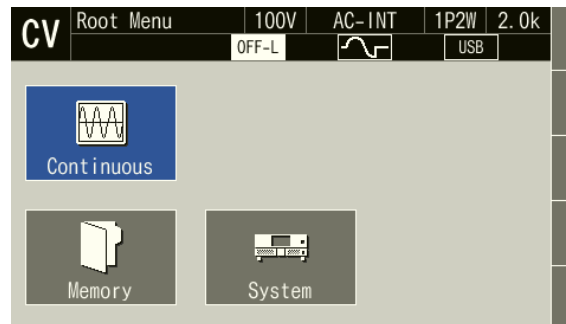 CV Root Menu 100V AC-INT 1P2W 2.0k
OFF-L USB
Continuous
Memory System